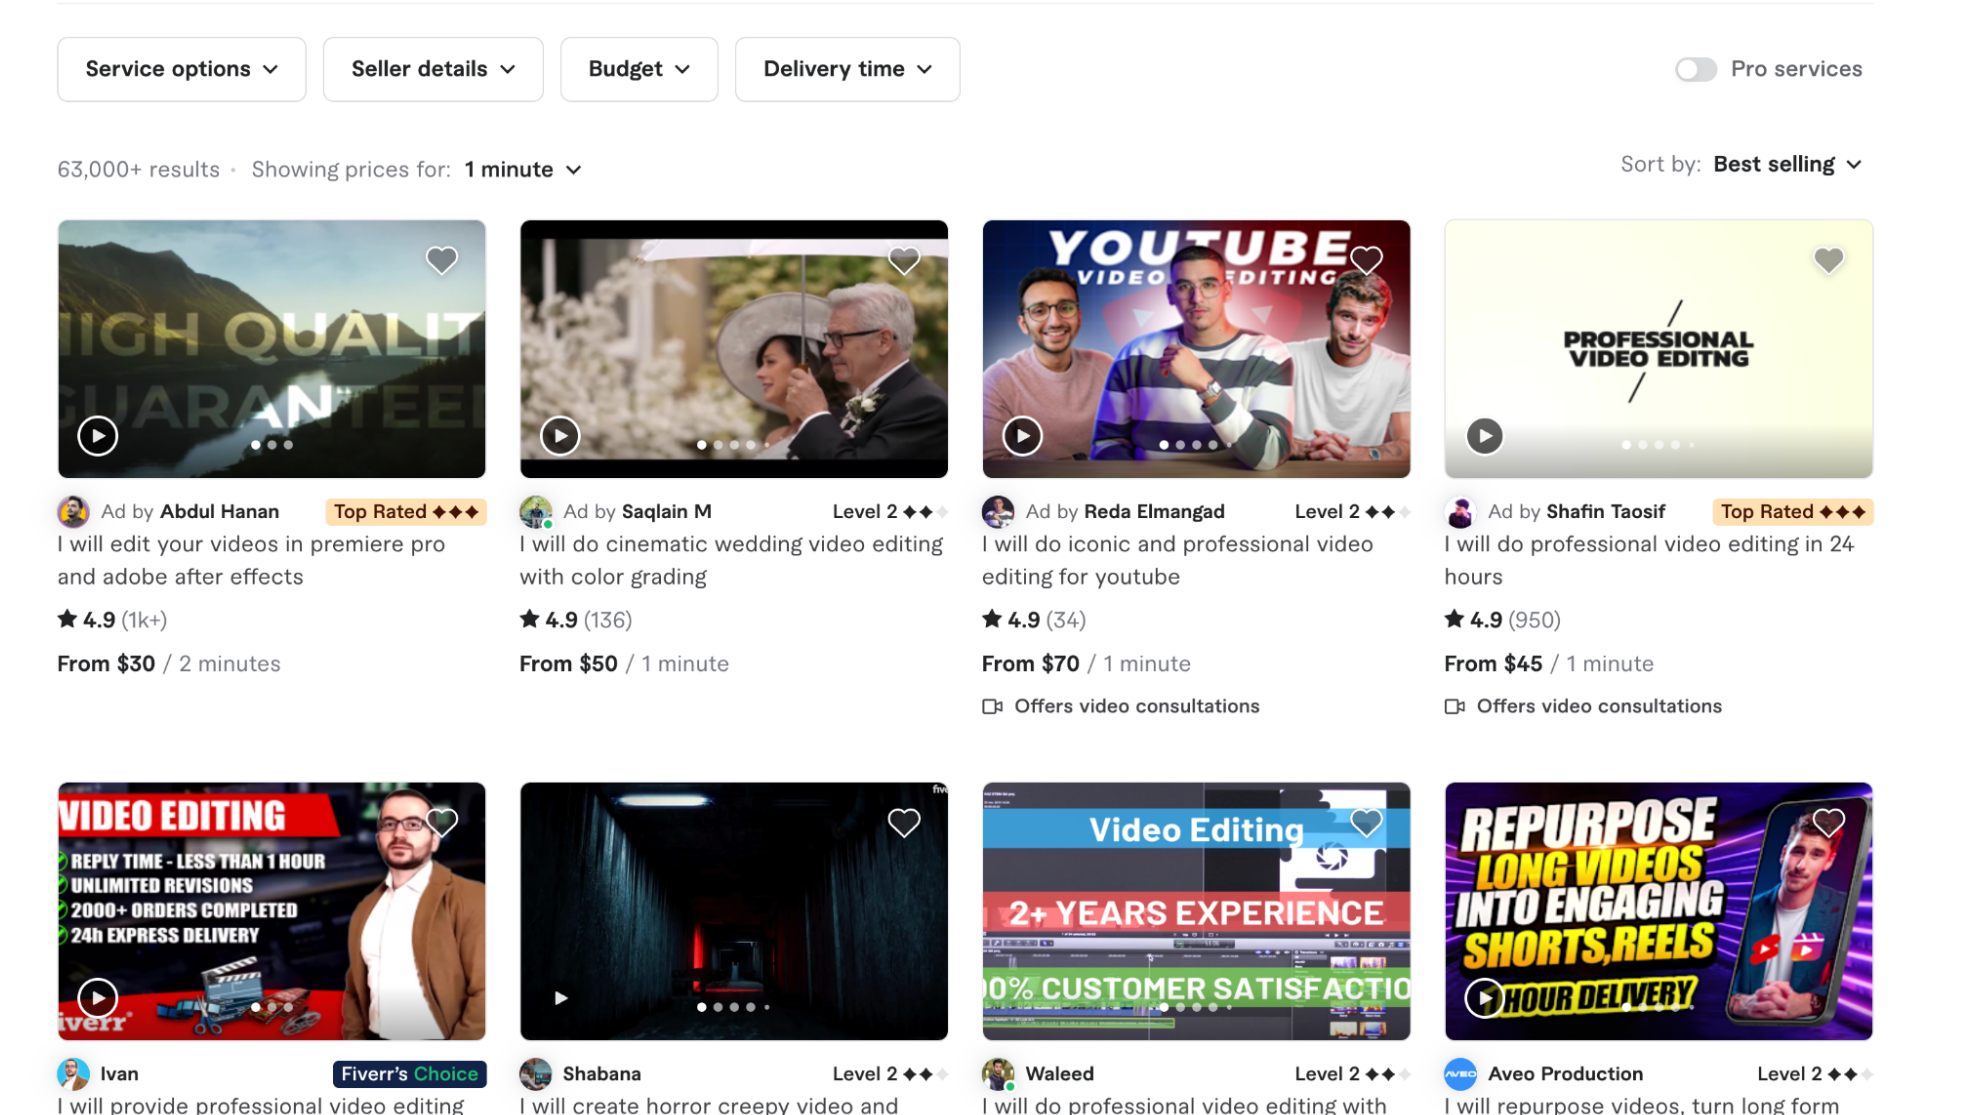 Service options
Seller details
Budget
Delivery time
Pro services
63,000+ results · Showing prices for: 1 minute
Sort by: Best selling
HIGH QUALIT
GUARANTEE
YOUTUBE
VIDEO EDITING
PROFESSIONAL
VIDEO EDITNG
Ad by Abdul Hanan
Top Rated
I will edit your videos in premiere pro
and adobe after effects
4.9 (1k+)
From $30 / 2 minutes
Ad by Saqlain M
Level 2
I will do cinematic wedding video editing
with color grading
4.9 (136)
From $50 / 1 minute
Ad by Reda Elmangad
Level 2
I will do iconic and professional video
editing for youtube
4.9 (34)
From $70 / 1 minute
Offers video consultations
Ad by Shafin Taosif
Top Rated
I will do professional video editing in 24
hours
4.9 (950)
From $45 / 1 minute
Offers video consultations
VIDEO EDITING
REPLY TIME - LESS THAN 1 HOUR
UNLIMITED REVISIONS
2000+ ORDERS COMPLETED
24h EXPRESS DELIVERY
iverr
Ivan
Fiverr's Choice
I will provide professional video editing
five
Shabana
Level 2
I will create horror creepy video and
Video Editing
2+ YEARS EXPERIENCE
00% CUSTOMER SATISFACTIO
Waleed
Level 2
I will do professional video editing with
REPURPOSE
LONG VIDEOS
INTO ENGAGING
SHORTS,REELS
HOUR DELIVERY
AVEO
Aveo Production
Level 2
I will repurpose videos, turn long form